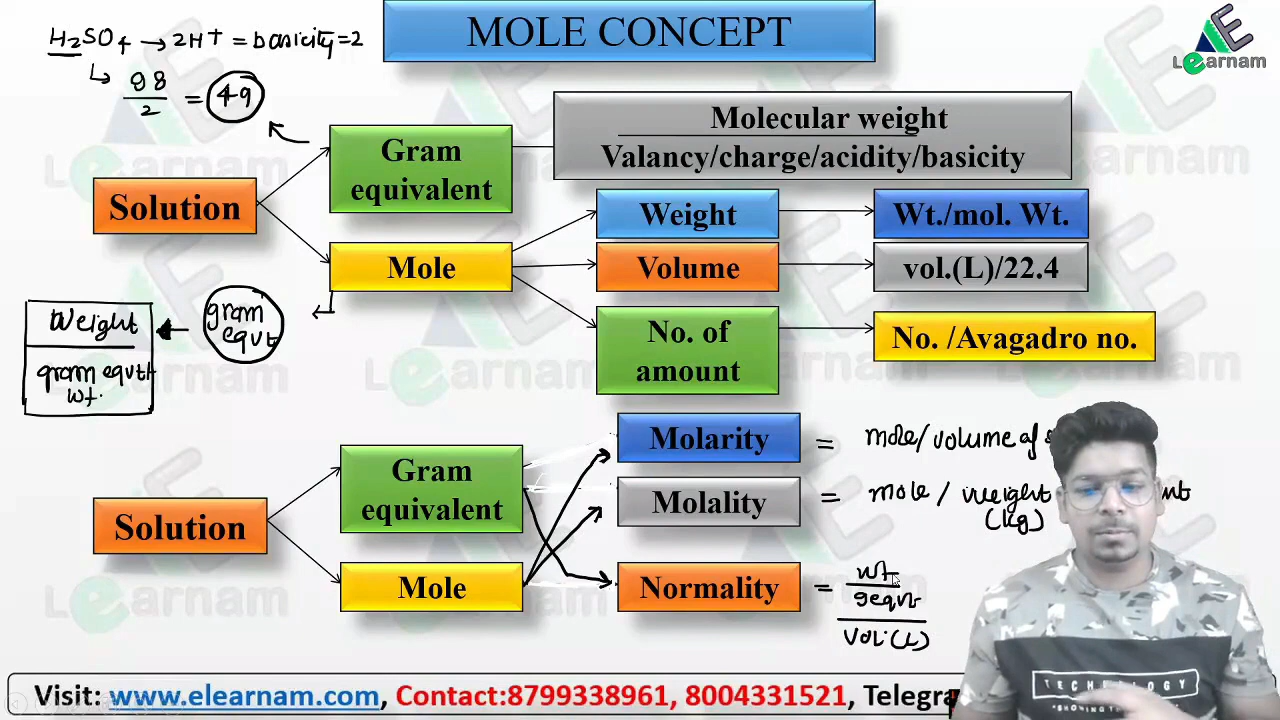 MOLE CONCEPT
Elearnam
H2SO4 → 2H+ = basicity = 2
98
2
= 49
Gram
equivalent
Molecular weight
Valancy/charge/acidity/basicity
Solution
Mole
Weight
Wt./mol. Wt.
Volume
vol.(L)/22.4
No. of
amount
No. /Avagadro no.
gram
equt
Weight
gram equt
wt.
Solution
Gram
equivalent
Mole
Molarity
= mole/volume of
Molality
= mole / weight
(kg)
Normality
= wt
gequt
vol.(L)
TECHNOLOGY
Visit: www.elearnam.com, Contact:8799338961, 8004331521, Telegra